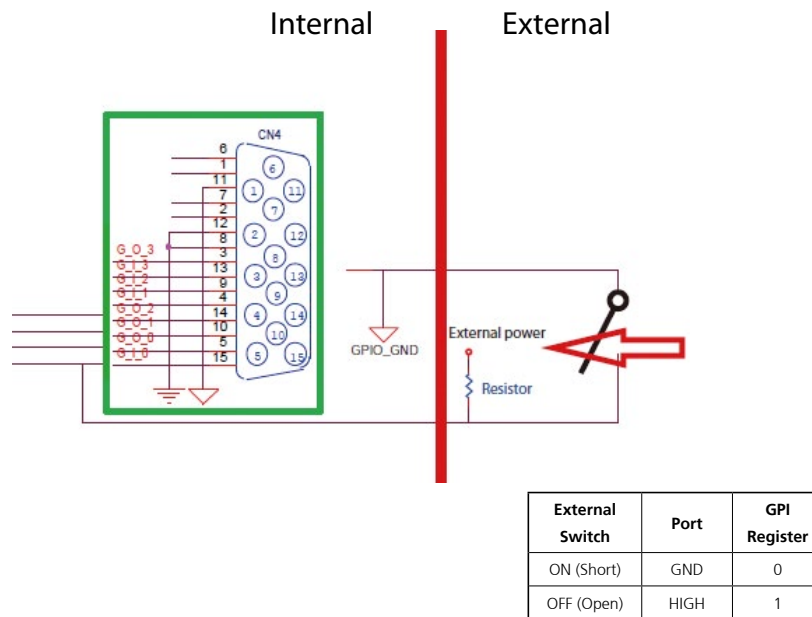 Internal
External
CN4
6
1
11
7
2
12
8
3
13
9
4
14
10
5
15
G_O_3
G_I_3
G_I_2
G_I_1
G_O_2
G_O_1
G_O_0
G_I_0
6
1
11
7
2
12
8
3
13
9
4
14
10
5
15
GPIO_GND
External power
Resistor
External Switch
Port
GPI Register
ON (Short)
GND
0
OFF (Open)
HIGH
1